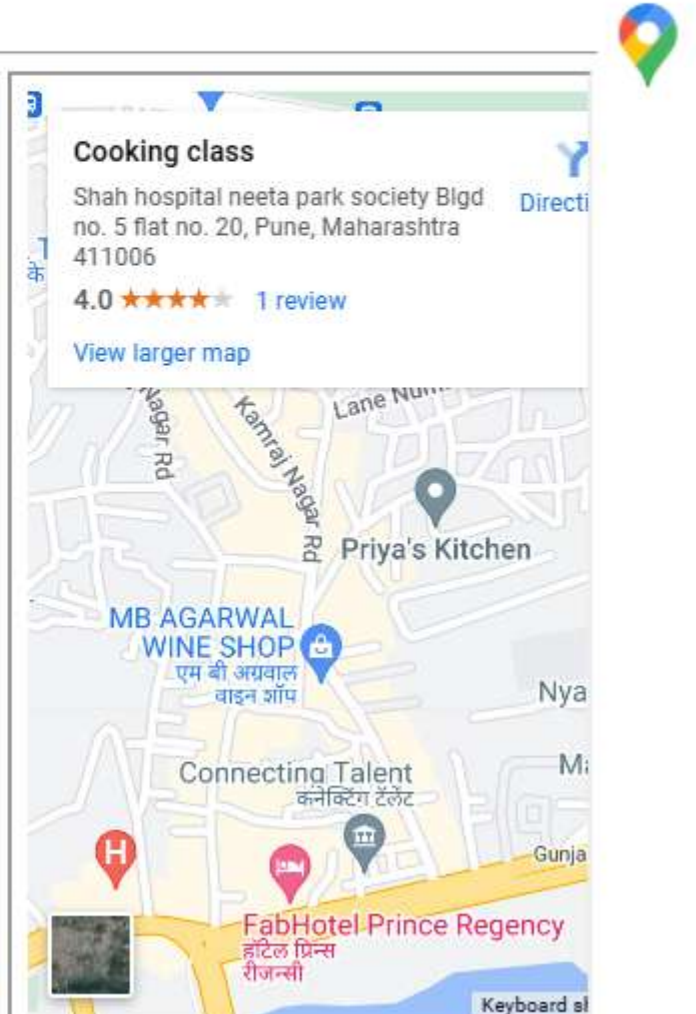 Cooking class
Shah hospital neeta park society Blgd
no. 5 flat no. 20, Pune, Maharashtra
411006
Directi
4.0
1 review
View larger map
Nagar Rd
Kamraj Nagar Rd
Lane Num
Priya's Kitchen
MB AGARWAL
WINE SHOP
एम बी अग्रवाल
वाइन शॉप
Nya
Connecting Talent
कनेक्टिंग टॅलेंट
H
Gunja
FabHotel Prince Regency
हॉटेल प्रिन्स
रीजन्सी
Keyboard sh